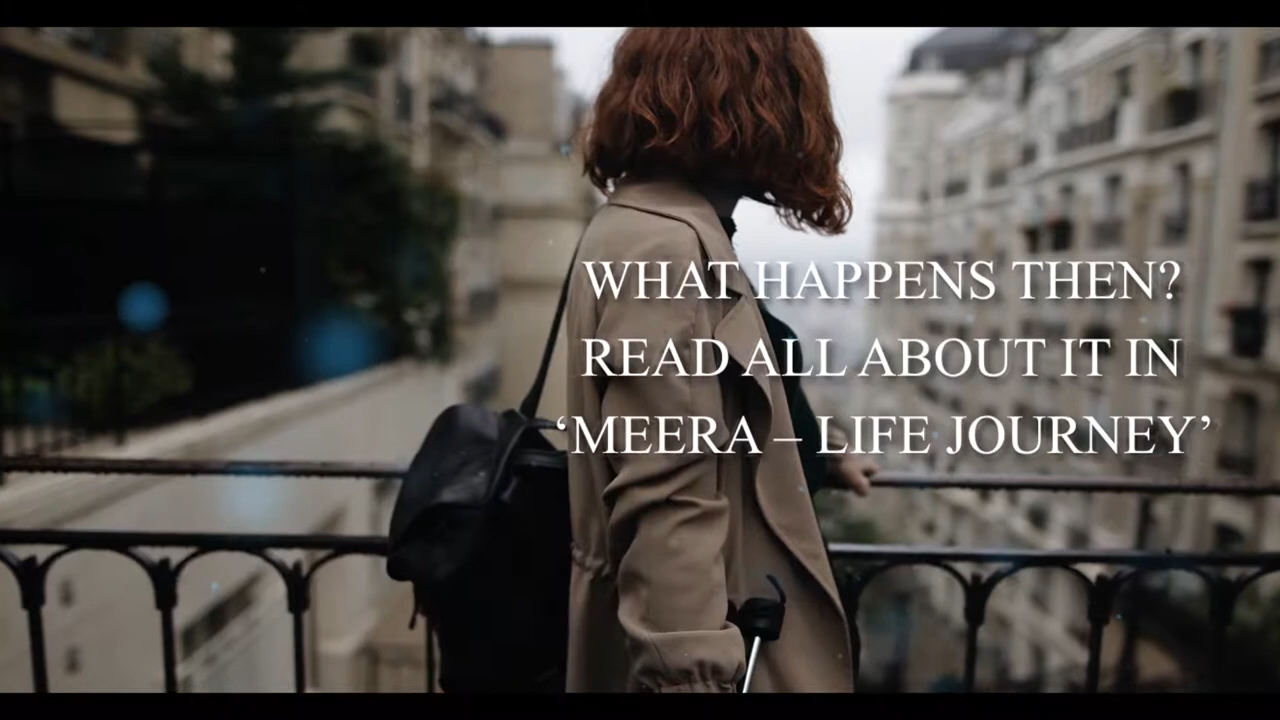 WHAT HAPPENS THEN?
READ ALL ABOUT IT IN
‘MEERA – LIFE JOURNEY’